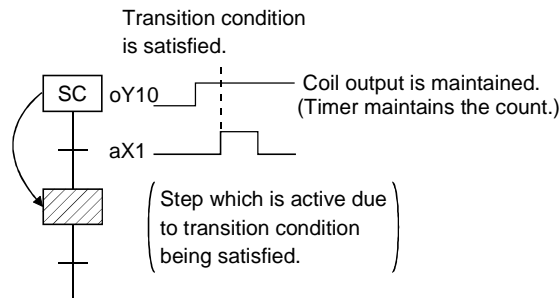 Transition condition
is satisfied.
SC
oY10
Coil output is maintained.
(Timer maintains the count.)
aX1
Step which is active due
to transition condition
being satisfied.